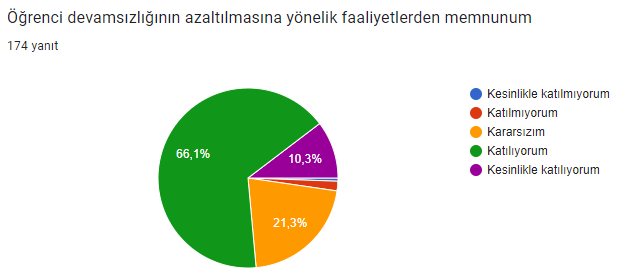 Öğrenci devamsızlığının azaltılmasına yönelik faaliyetlerden memnunum
174 yanıt
Kesinlikle katılmıyorum
Katılmıyorum
Kararsızım
Katılıyorum
Kesinlikle katılıyorum
66,1%
10,3%
21,3%